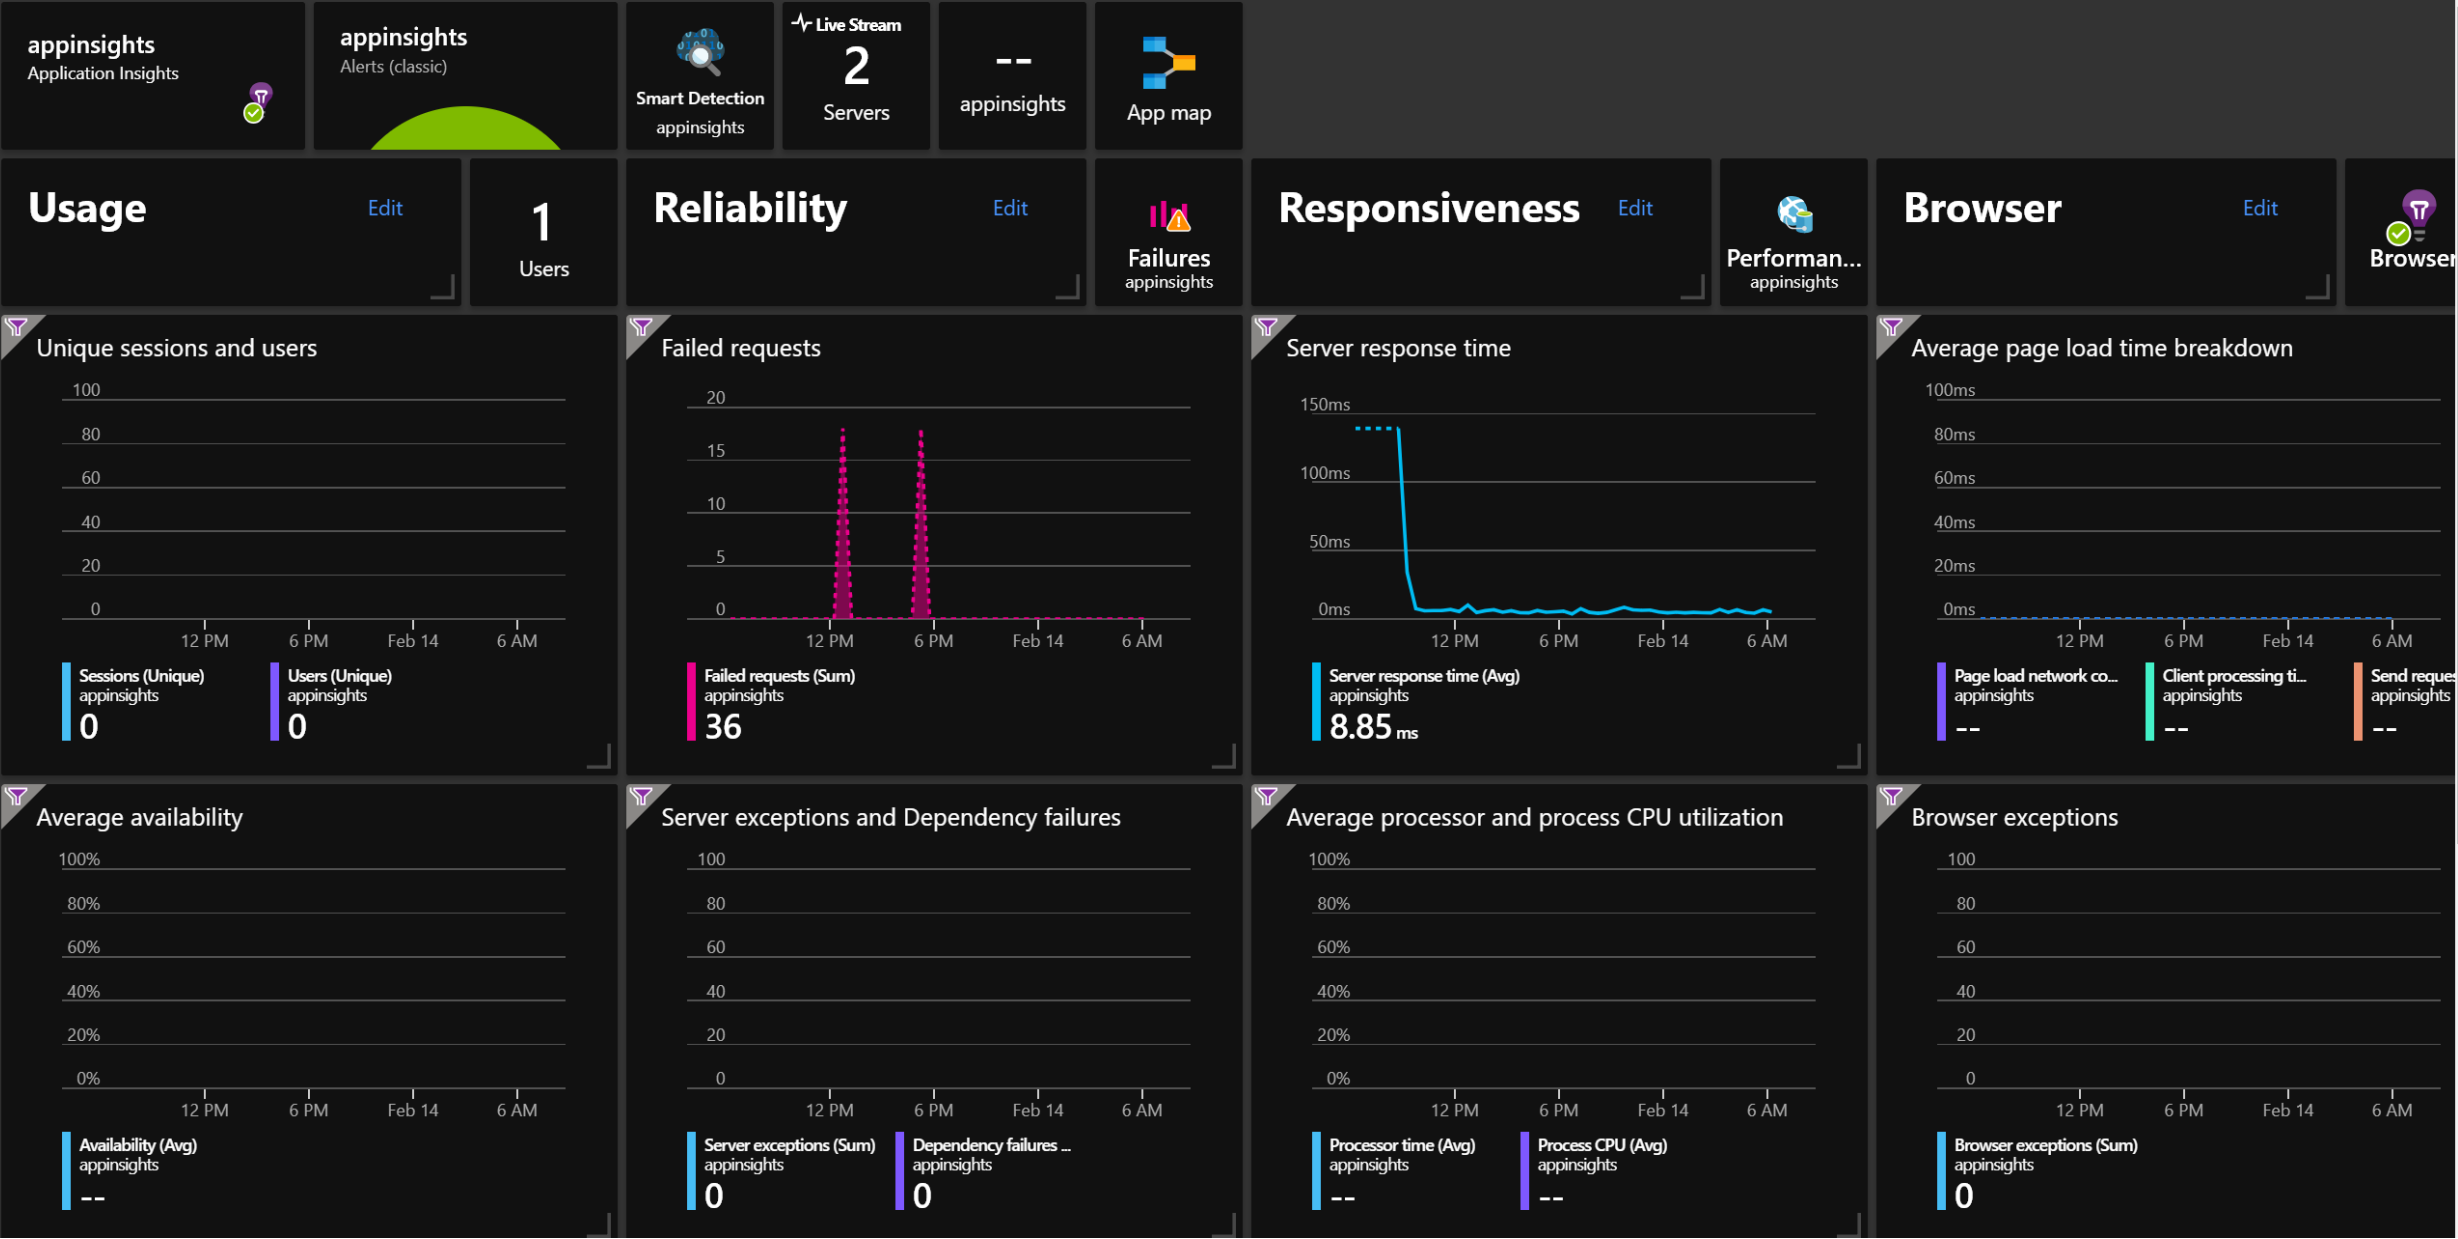 appinsights
Application Insights
appinsights
Alerts (classic)
Smart Detection
appinsights
Live Stream
2
Servers
--
appinsights
App map
Usage
Edit
1
Users
Reliability
Edit
Failures
appinsights
Responsiveness
Edit
Performan...
appinsights
Browser
Edit
Browser
Unique sessions and users
100
80
60
40
20
0
12 PM 6 PM Feb 14 6 AM
Sessions (Unique)
appinsights
0
Users (Unique)
appinsights
0
Failed requests
20
15
10
5
0
12 PM 6 PM Feb 14 6 AM
Failed requests (Sum)
appinsights
36
Server response time
150ms
100ms
50ms
0ms
12 PM 6 PM Feb 14 6 AM
Server response time (Avg)
appinsights
8.85 ms
Average page load time breakdown
100ms
80ms
60ms
40ms
20ms
0ms
12 PM 6 PM Feb 14 6 AM
Page load network co...
appinsights
--
Client processing ti...
appinsights
--
Send reques
appinsights
--
Average availability
100%
80%
60%
40%
20%
0%
12 PM 6 PM Feb 14 6 AM
Availability (Avg)
appinsights
--
Server exceptions and Dependency failures
100
80
60
40
20
0
12 PM 6 PM Feb 14 6 AM
Server exceptions (Sum)
appinsights
0
Dependency failures ...
appinsights
0
Average processor and process CPU utilization
100%
80%
60%
40%
20%
0%
12 PM 6 PM Feb 14 6 AM
Processor time (Avg)
appinsights
--
Process CPU (Avg)
appinsights
--
Browser exceptions
100
80
60
40
20
0
12 PM 6 PM Feb 14 6 AM
Browser exceptions (Sum)
appinsights
0